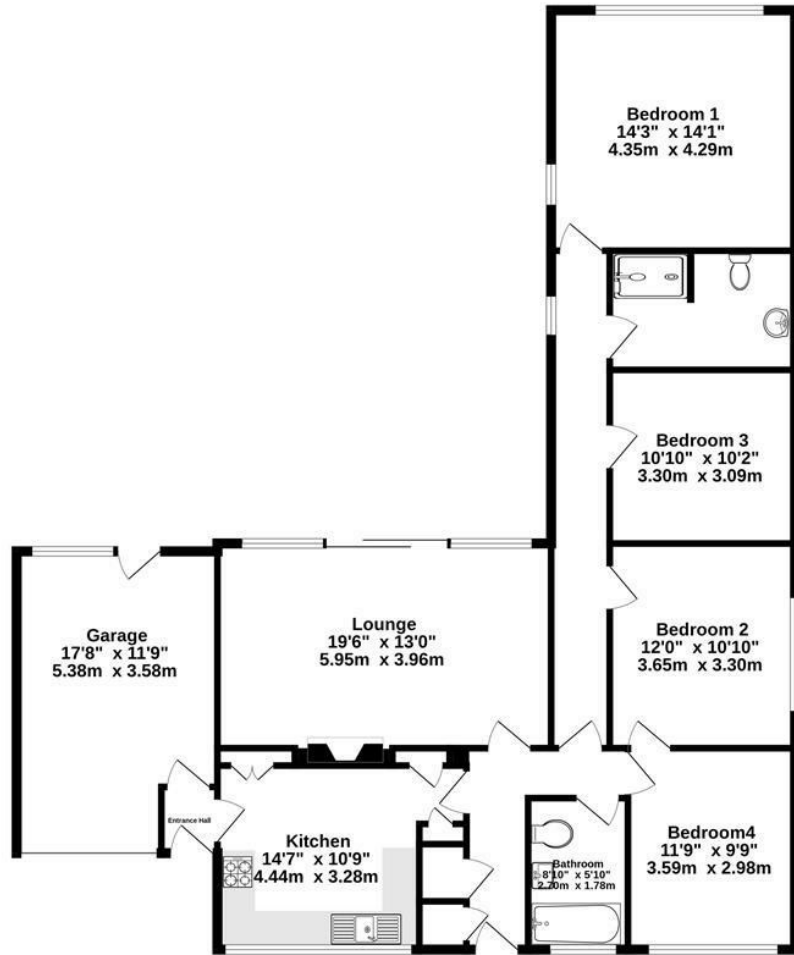 Bedroom 1
14'3" x 14'1"
4.35m x 4.29m
Bedroom 3
10'10" x 10'2"
3.30m x 3.09m
Garage
17'8" x 11'9"
5.38m x 3.58m
Lounge
19'6" x 13'0"
5.95m x 3.96m
Bedroom 2
12'0" x 10'10"
3.65m x 3.30m
Entrance Hall
Kitchen
14'7" x 10'9"
4.44m x 3.28m
Bathroom
8'10" x 5'10"
2.70m x 1.78m
Bedroom4
11'9" x 9'9"
3.59m x 2.98m